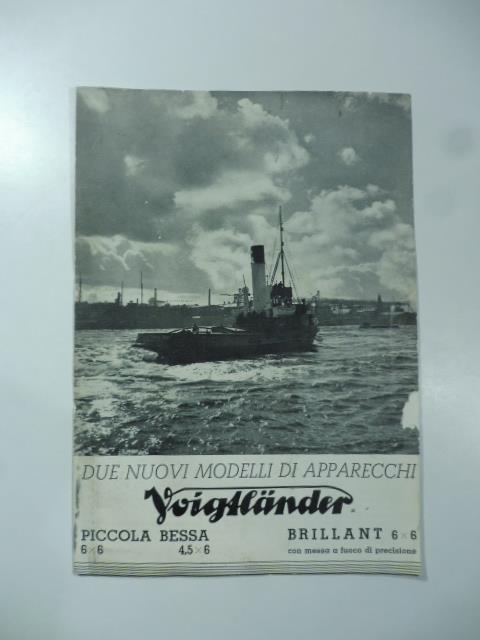 DUE NUOVI MODELLI DI APPARECCHI
Voigtländer
PICCOLA BESSA BRILLANT 6×6
6×6 4,5×6 con messa a fuoco di precisione